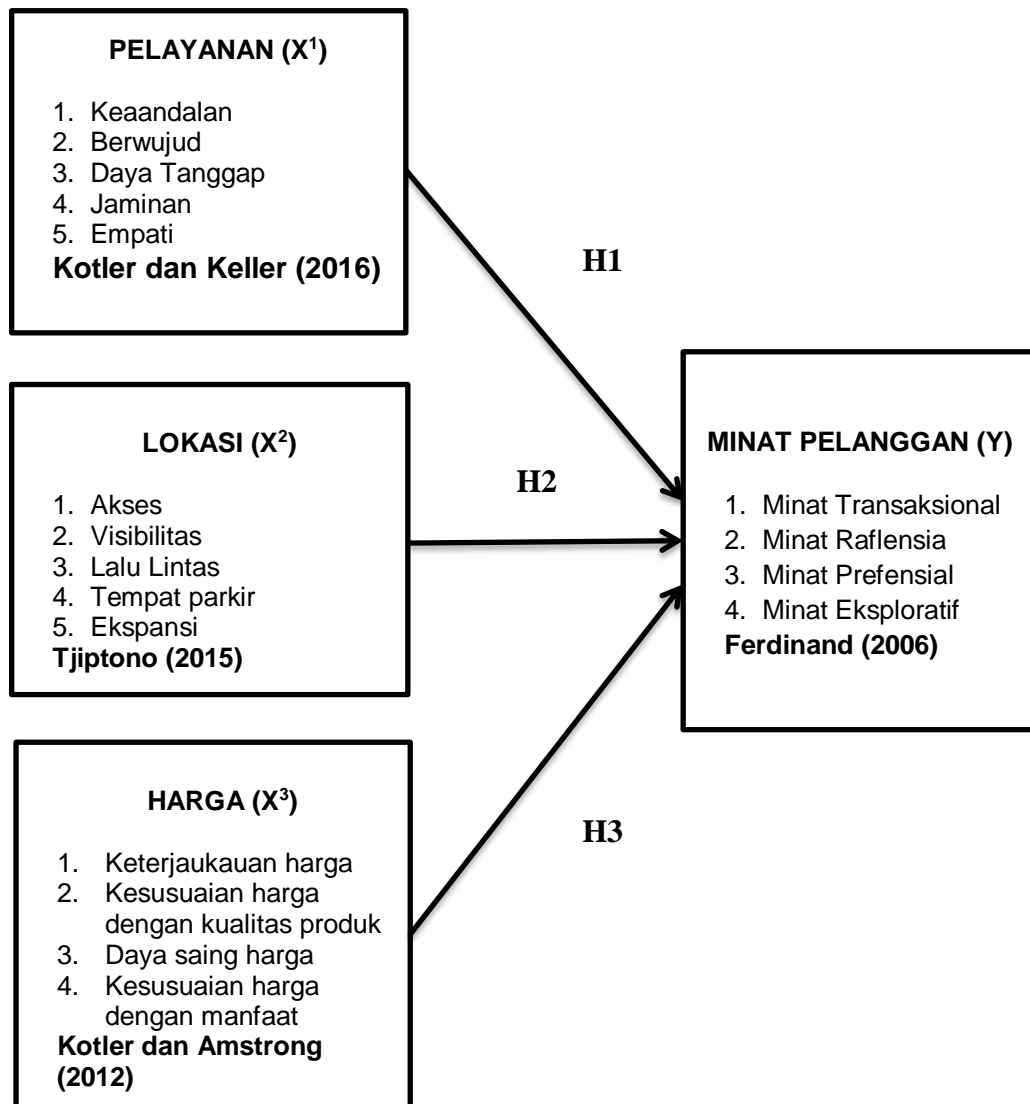 PELAYANAN (X¹)
1. Keaandalan
2. Berwujud
3. Daya Tanggap
4. Jaminan
5. Empati
Kotler dan Keller (2016)
H1
LOKASI (X²)
1. Akses
2. Visibilitas
3. Lalu Lintas
4. Tempat parkir
5. Ekspansi
Tjiptono (2015)
H2
MINAT PELANGGAN (Y)
1. Minat Transaksional
2. Minat Raflensia
3. Minat Prefensial
4. Minat Eksploratif
Ferdinand (2006)
HARGA (X³)
1. Keterjaukauan harga
2. Kesusuaian harga
dengan kualitas produk
3. Daya saing harga
4. Kesusuaian harga
dengan manfaat
Kotler dan Amstrong
(2012)
H3